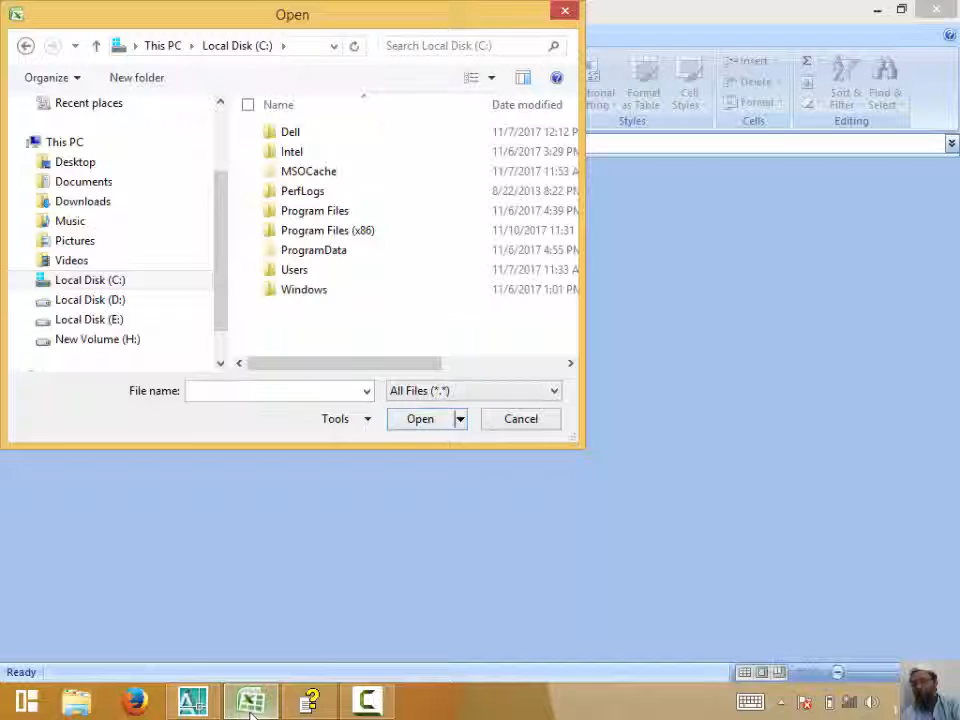 Open
This PC
Local Disk (C:)
Search Local Disk (C:)
Organize
New folder
Insert
Delete
Format
as Table
Cell
Styles
Format
Sort &
Filter
Find &
Select
Styles
Cells
Editing
Recent places
This PC
Desktop
Documents
Downloads
Music
Pictures
Videos
Local Disk (C:)
Local Disk (D:)
Local Disk (E:)
New Volume (H:)
Name
Date modified
Dell
11/7/2017 12:12 P
Intel
11/6/2017 3:29 PM
MSOCache
11/7/2017 11:53 A
PerfLogs
8/22/2013 8:22 PM
Program Files
11/6/2017 4:39 PM
Program Files (x86)
11/10/2017 11:31
ProgramData
11/6/2017 4:55 PM
Users
11/7/2017 11:33 A
Windows
11/6/2017 1:01 PM
File name:
All Files (*.*)
Tools
Open
Cancel
Ready